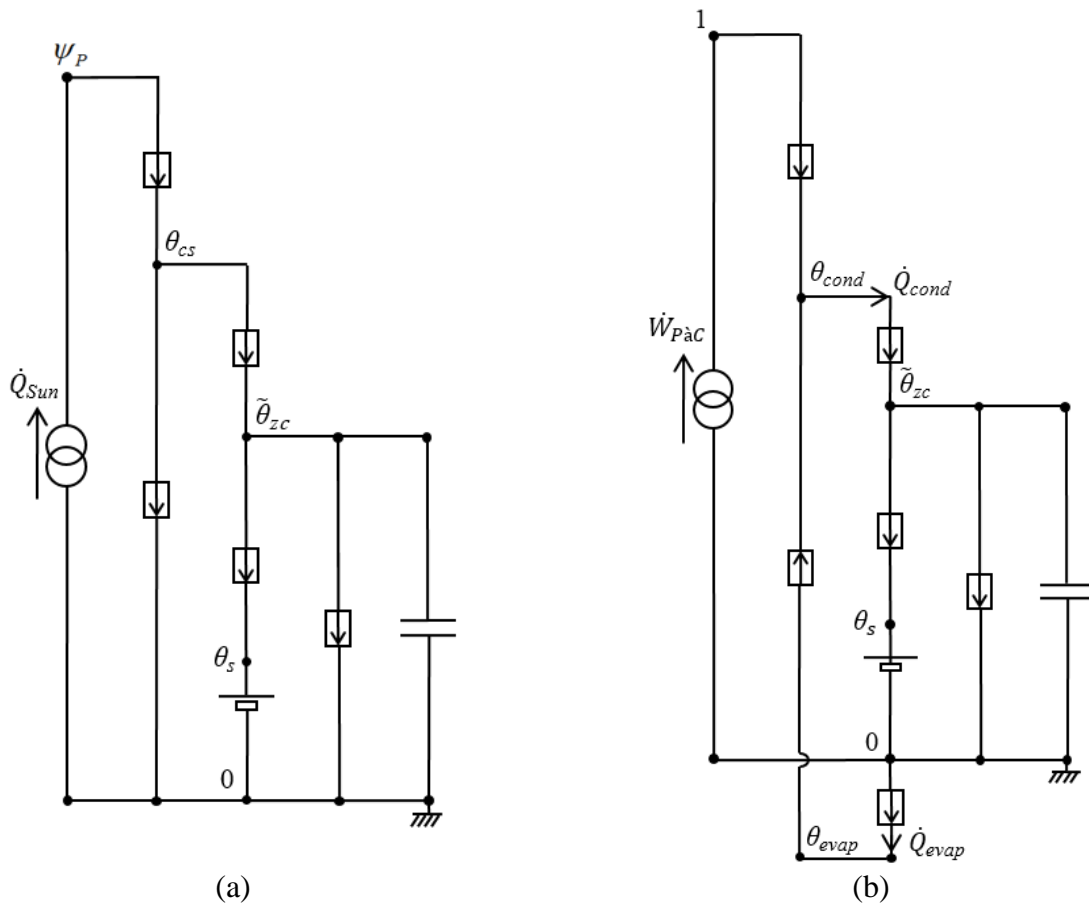 ψ_P
θ_cs
Q̇_Sun
θ̃_zc
θ_s
0
(a)
1
θ_cond
Q̇_cond
Ẇ_PàC
θ̃_zc
θ_s
0
θ_evap
Q̇_evap
(b)